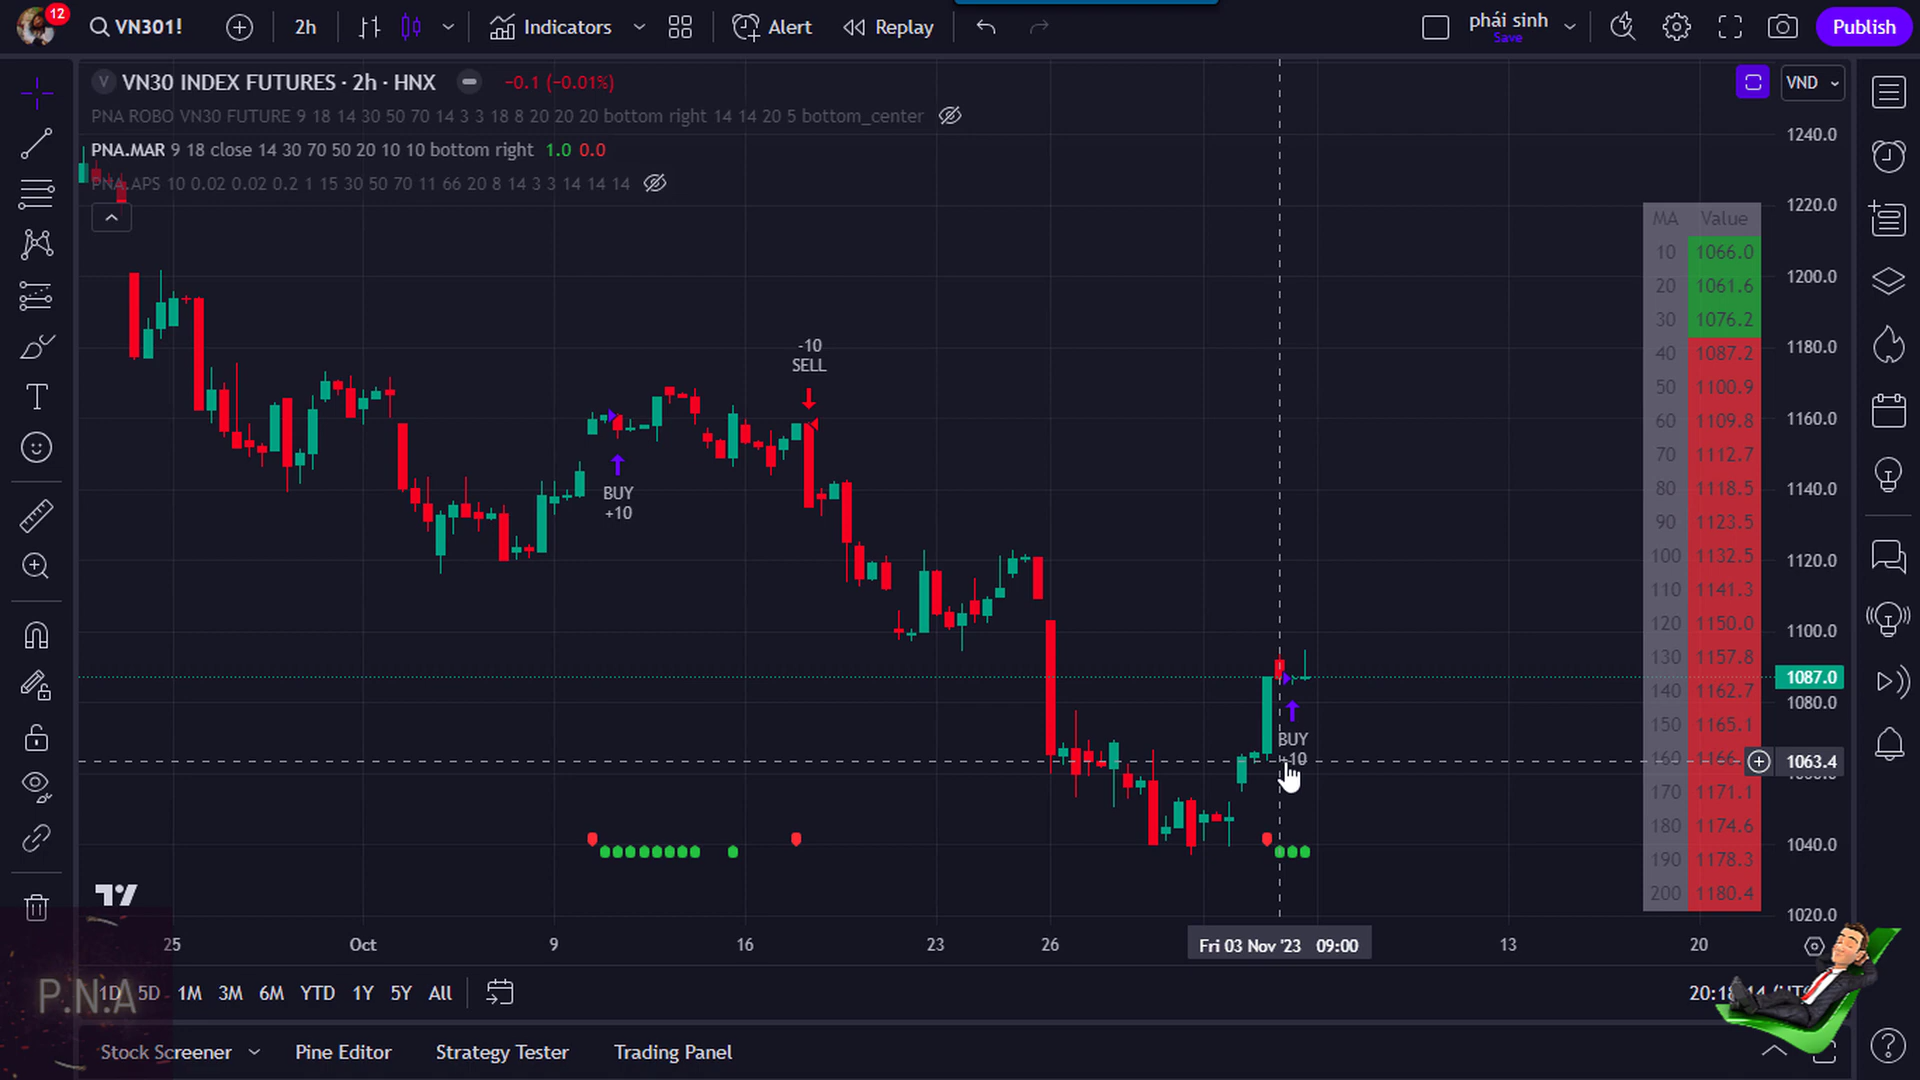 12
VN301!
2h
Indicators
Alert
Replay
phái sinh
Save
Publish
VN30 INDEX FUTURES · 2h · HNX
−0.1 (−0.01%)
VND
PNA ROBO VN30 FUTURE 9 18 14 30 50 70 14 3 3 18 8 20 20 20 bottom right 14 14 20 5 bottom_center
PNA.MAR 9 18 close 14 30 70 50 20 10 10 bottom right 1.0 0.0
PNA.APS 10 0.02 0.02 0.2 1 15 30 50 70 11 66 20 8 14 3 3 14 14 14
MA Value
10 1066.0
20 1061.6
30 1076.2
40 1087.2
50 1100.9
60 1109.8
70 1112.7
80 1118.5
90 1123.5
100 1132.5
110 1141.3
120 1150.0
130 1157.8
140 1162.7
150 1165.1
160 1166.
170 1171.1
180 1174.6
190 1178.3
200 1180.4
1240.0
1220.0
1200.0
1180.0
1160.0
1140.0
1120.0
1100.0
1087.0
1080.0
1063.4
1040.0
1020.0
-10
SELL
BUY
+10
BUY
+10
25
Oct
9
16
23
26
Fri 03 Nov '23 09:00
13
20
P.N.A
1D 5D 1M 3M 6M YTD 1Y 5Y All
Stock Screener
Pine Editor
Strategy Tester
Trading Panel